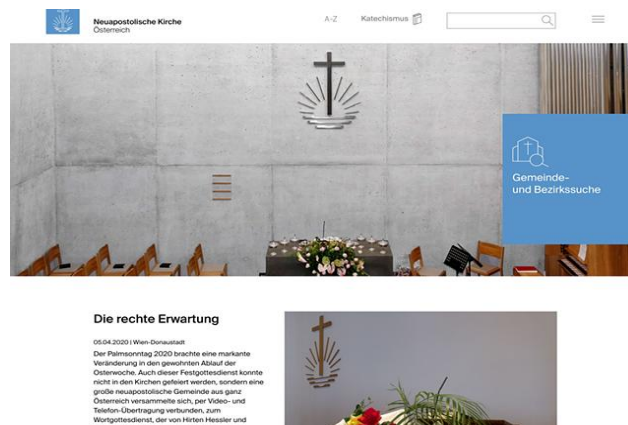 Neuapostolische Kirche
Österreich
A-Z
Katechismus
Gemeinde-
und Bezirkssuche
Die rechte Erwartung
05.04.2020 | Wien-Donaustadt
Der Palmsonntag 2020 brachte eine markante
Veränderung in den gewohnten Ablauf der
Osterwoche. Auch dieser Festgottesdienst konnte
nicht in den Kirchen gefeiert werden, sondern eine
große neuapostolische Gemeinde aus ganz
Österreich versammelte sich, per Video- und
Telefon-Übertragung verbunden, zum
Wortgottesdienst, der von Hirten Hessler und